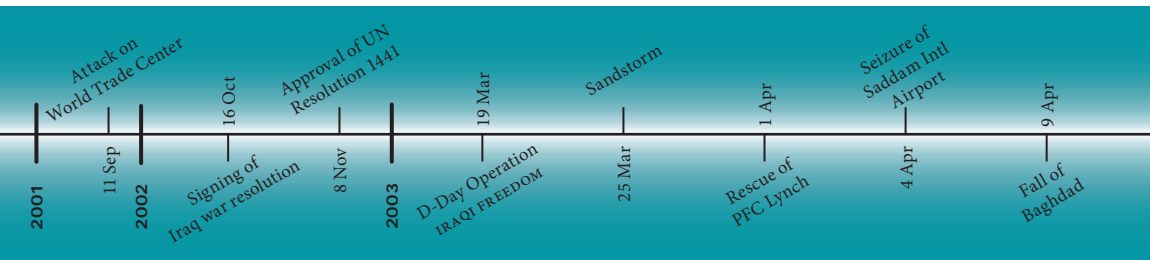 2001
Attack on
World Trade Center
11 Sep
2002
16 Oct
Signing of
Iraq war resolution
Approval of UN
Resolution 1441
8 Nov
2003
19 Mar
D-Day Operation
IRAQI FREEDOM
Sandstorm
25 Mar
1 Apr
Rescue of
PFC Lynch
Seizure of
Saddam Intl
Airport
4 Apr
9 Apr
Fall of
Baghdad